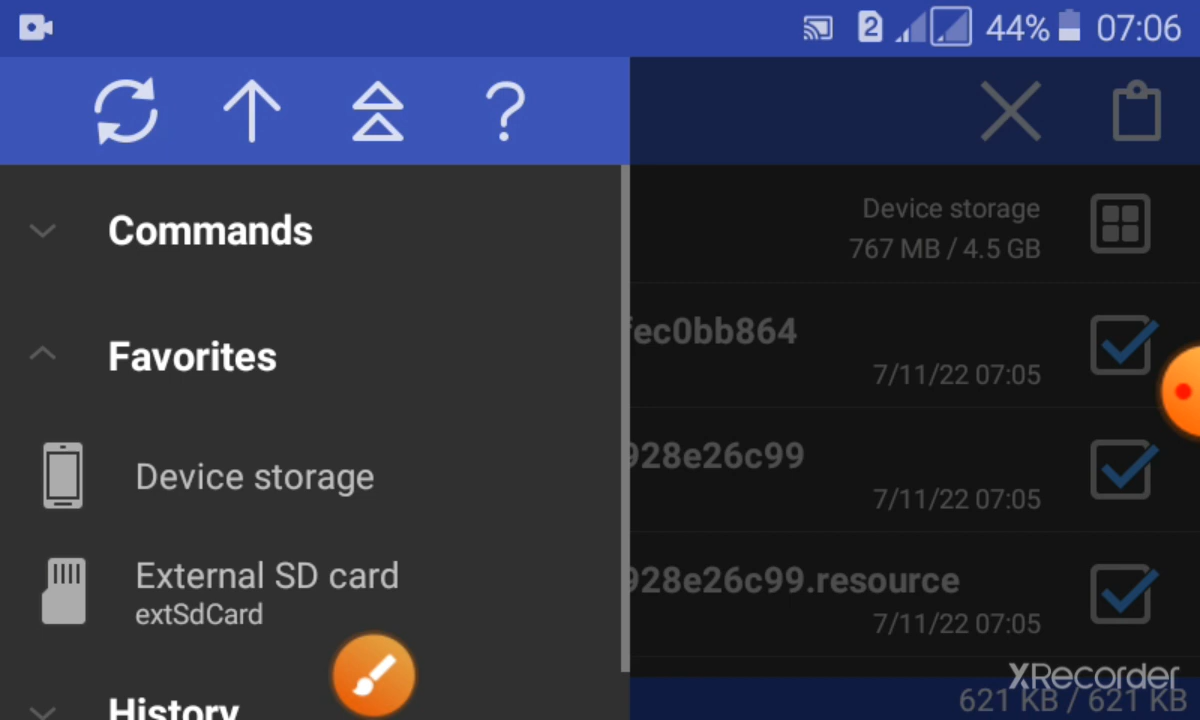 2 44% 07:06
?
Commands
Favorites
Device storage
External SD card
extSdCard
History
Device storage
767 MB / 4.5 GB
fec0bb864
7/11/22 07:05
928e26c99
7/11/22 07:05
928e26c99.resource
7/11/22 07:05
XRecorder
621 KB / 621 KB